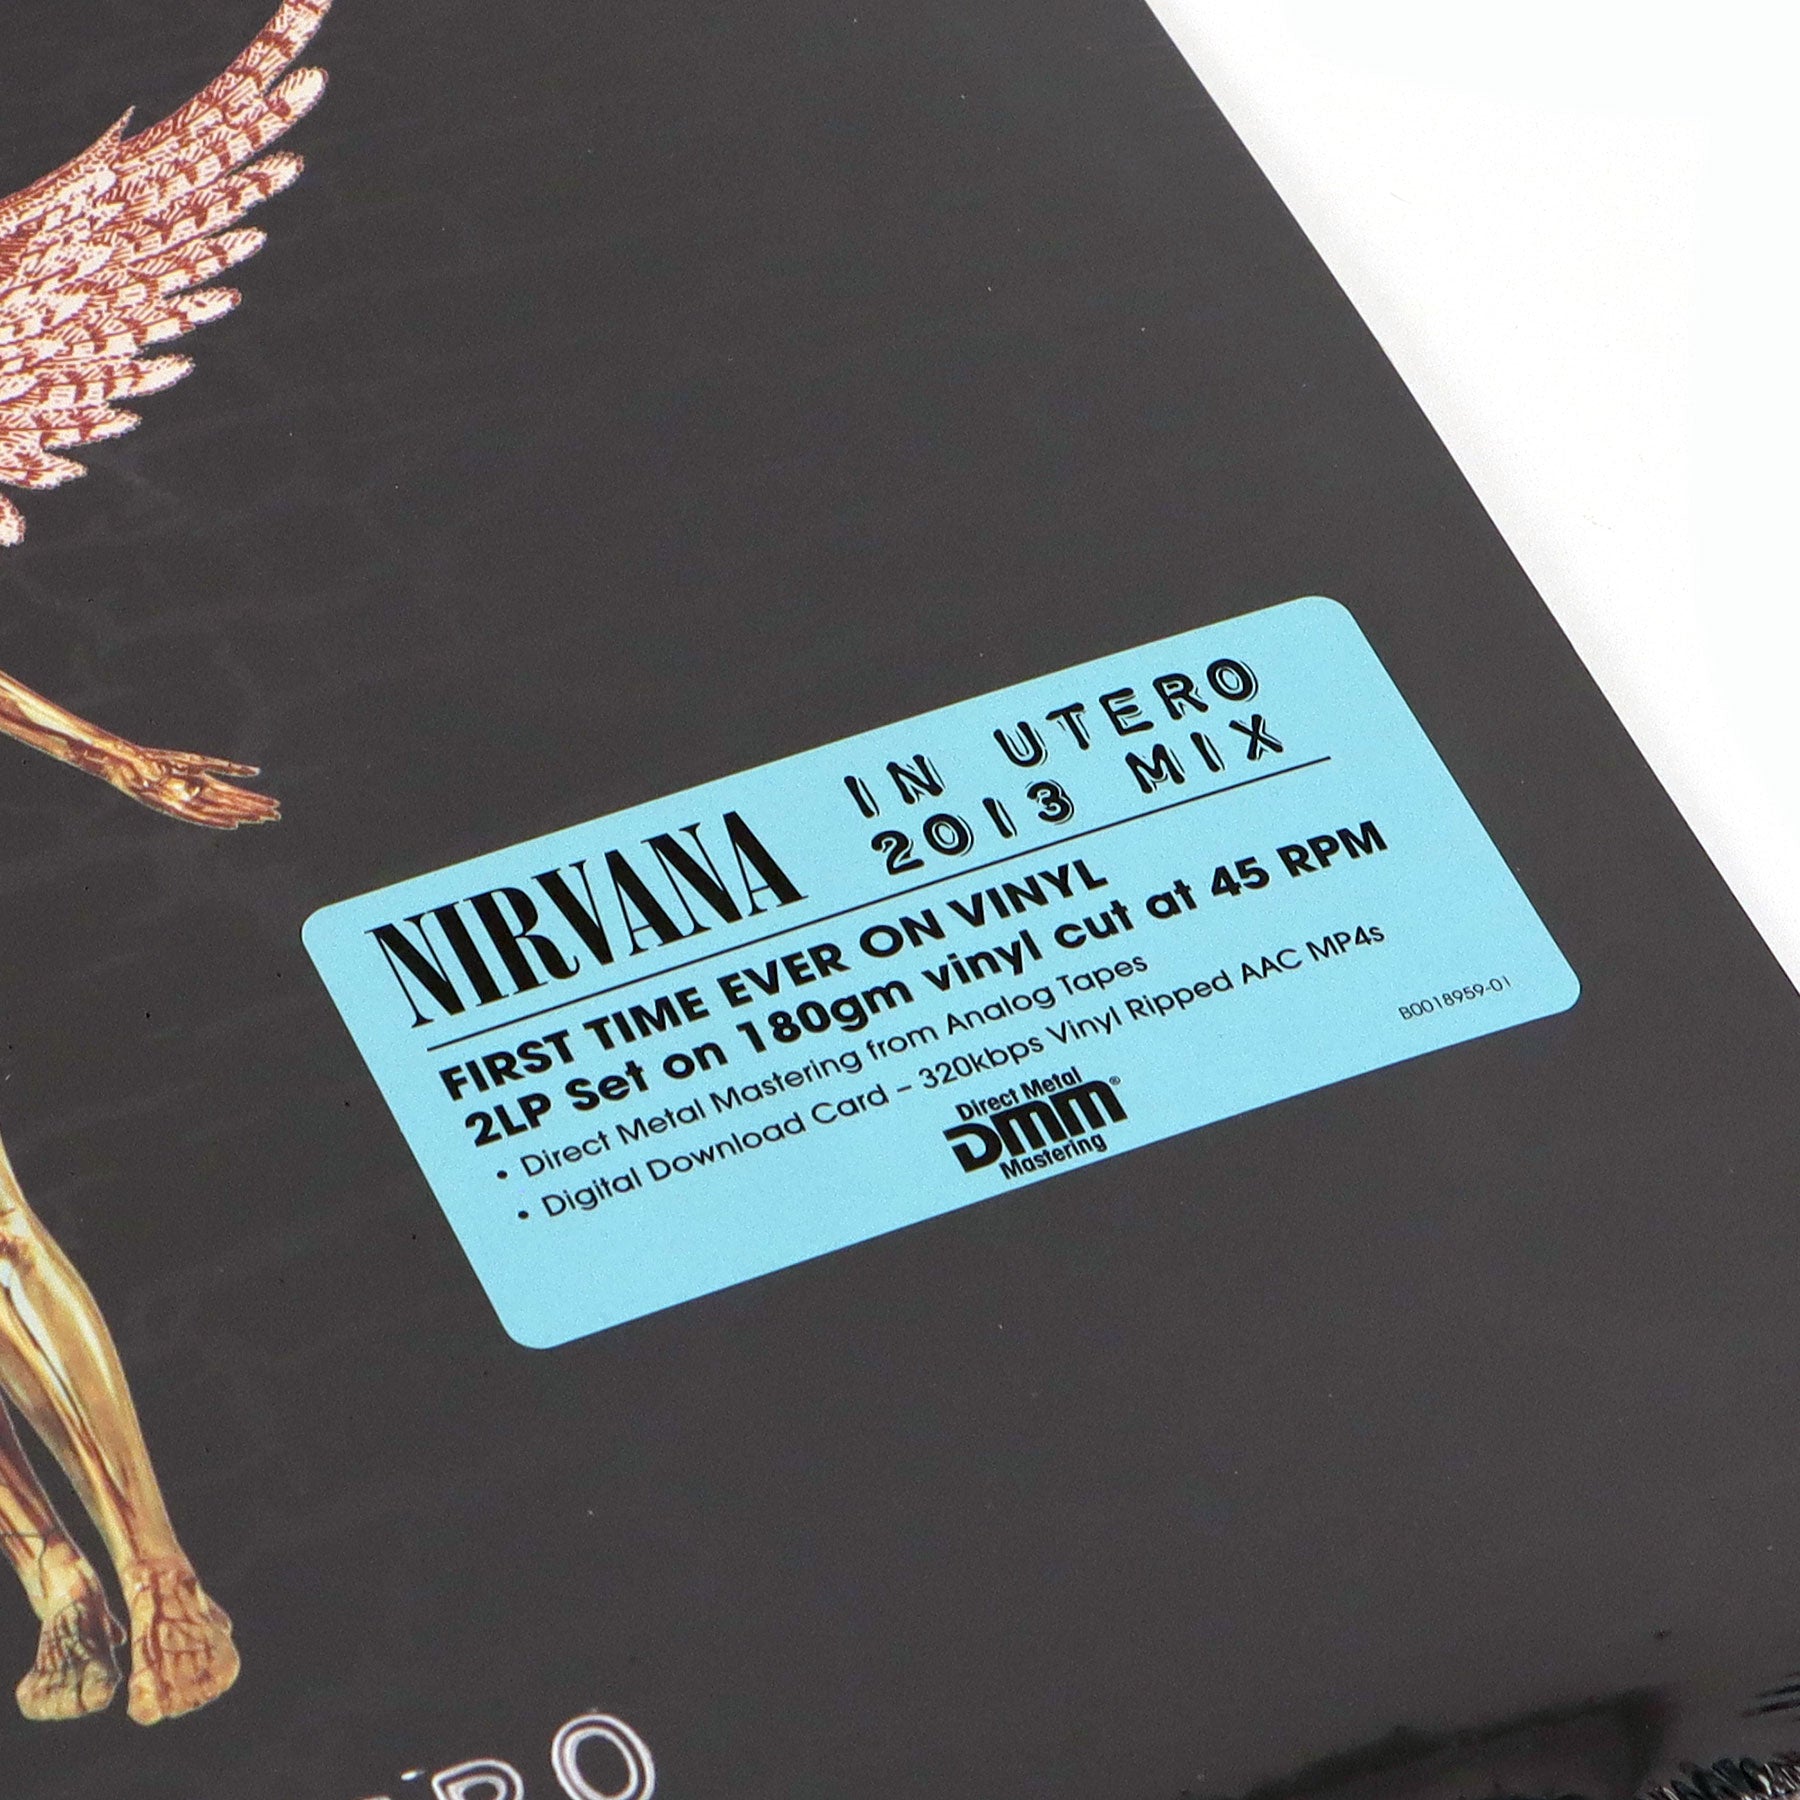 NIRVANA
IN UTERO
2013 MIX
FIRST TIME EVER ON VINYL
2LP Set on 180gm vinyl cut at 45 RPM
• Direct Metal Mastering from Analog Tapes
• Digital Download Card – 320kbps Vinyl Ripped AAC MP4s
B0018959-01
Direct Metal
DMM®
Mastering
RO